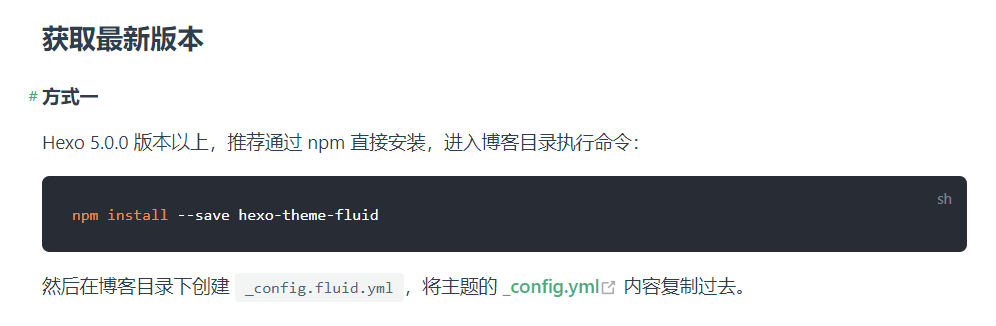 获取最新版本
# 方式一
Hexo 5.0.0 版本以上，推荐通过 npm 直接安装，进入博客目录执行命令：
sh
npm install --save hexo-theme-fluid
然后在博客目录下创建 _config.fluid.yml ，将主题的 _config.yml 内容复制过去。